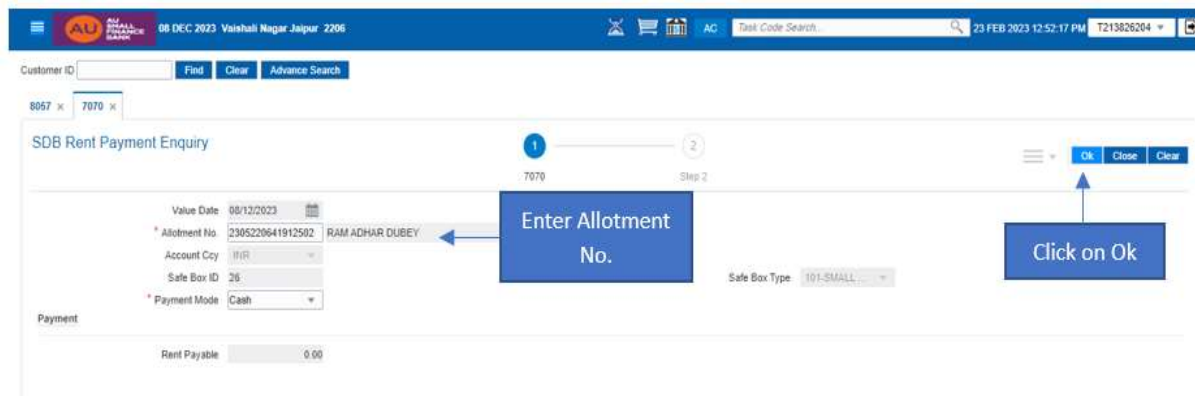 AU AU SMALL FINANCE BANK 08 DEC 2023 Vaishali Nagar Jaipur 2206 AC Task Code Search... 23 FEB 2023 12:52:17 PM T213826204
Customer ID Find Clear Advance Search
8057 × 7070 ×
SDB Rent Payment Enquiry 1 2 Ok Close Clear
7070 Step 2
Value Date 08/12/2023
* Allotment No. 2305220641912502 RAM ADHAR DUBEY
Enter Allotment No.
Click on Ok
Account Ccy INR
Safe Box ID 26 Safe Box Type 101-SMALL ...
* Payment Mode Cash
Payment
Rent Payable 0.00